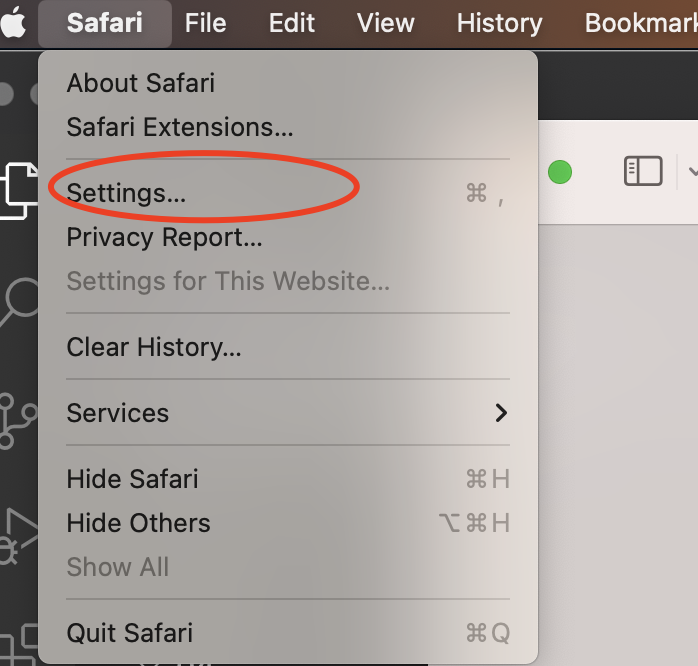 Safari File Edit View History Bookmark
About Safari
Safari Extensions...
Settings... ⌘ ,
Privacy Report...
Settings for This Website...
Clear History...
Services
Hide Safari ⌘H
Hide Others ⌥⌘H
Show All
Quit Safari ⌘Q